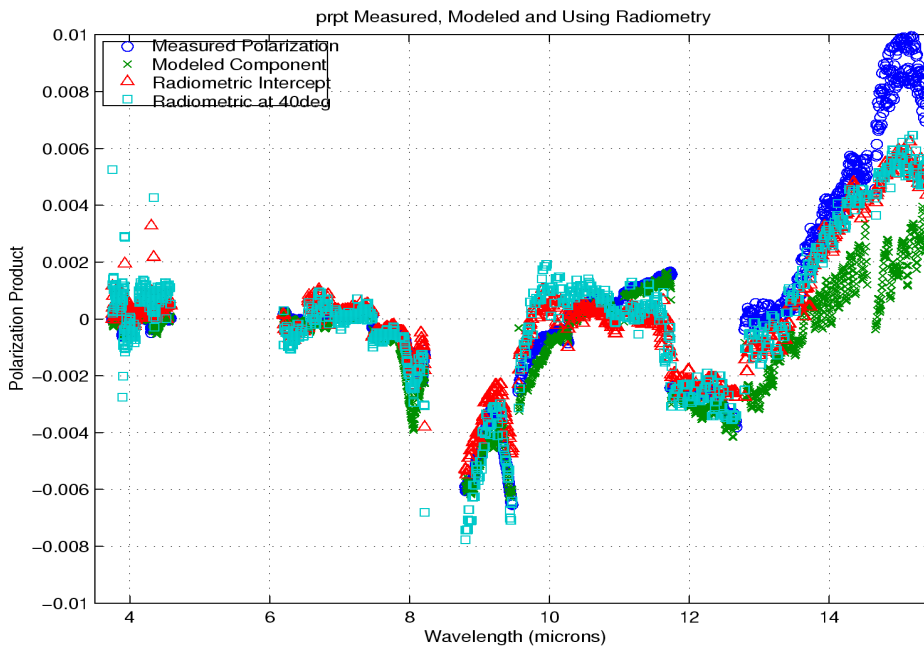 prpt Measured, Modeled and Using Radiometry
Measured Polarization
Modeled Component
Radiometric Intercept
Radiometric at 40deg
Polarization Product
0.01
0.008
0.006
0.004
0.002
0
−0.002
−0.004
−0.006
−0.008
−0.01
4 6 8 10 12 14
Wavelength (microns)